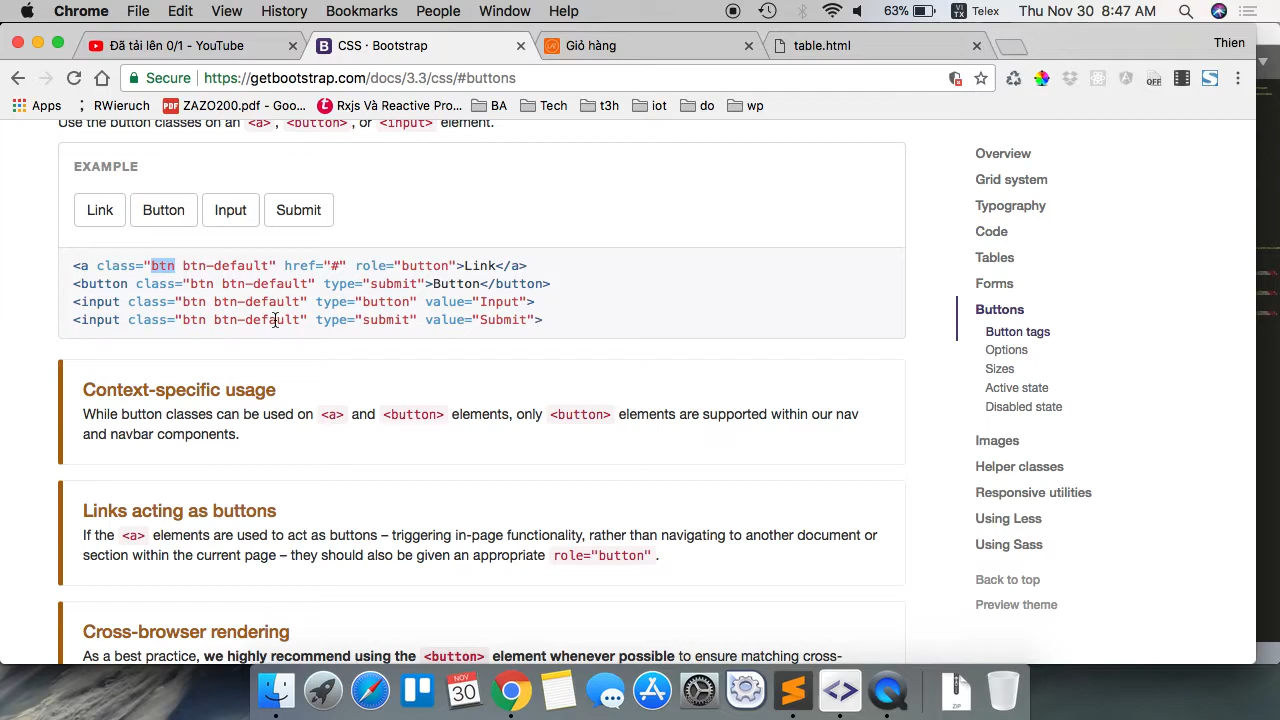 Chrome File Edit View History Bookmarks People Window Help 63% VI TX Telex Thu Nov 30 8:47 AM
Đã tải lên 0/1 - YouTube CSS · Bootstrap Giỏ hàng table.html Thien
Secure https://getbootstrap.com/docs/3.3/css/#buttons OFF
Apps RWieruch PDF ZAZO200.pdf - Goo... Rxjs Và Reactive Pro... BA Tech t3h iot do wp
Use the button classes on an <a>, <button>, or <input> element.
EXAMPLE
Link Button Input Submit
<a class="btn btn-default" href="#" role="button">Link</a>
<button class="btn btn-default" type="submit">Button</button>
<input class="btn btn-default" type="button" value="Input">
<input class="btn btn-default" type="submit" value="Submit">
Context-specific usage
While button classes can be used on <a> and <button> elements, only <button> elements are supported within our nav
and navbar components.
Links acting as buttons
If the <a> elements are used to act as buttons – triggering in-page functionality, rather than navigating to another document or
section within the current page – they should also be given an appropriate role="button".
Cross-browser rendering
As a best practice, we highly recommend using the <button> element whenever possible to ensure matching cross-
Overview
Grid system
Typography
Code
Tables
Forms
Buttons
Button tags
Options
Sizes
Active state
Disabled state
Images
Helper classes
Responsive utilities
Using Less
Using Sass
Back to top
Preview theme
NOV
30
ZIP